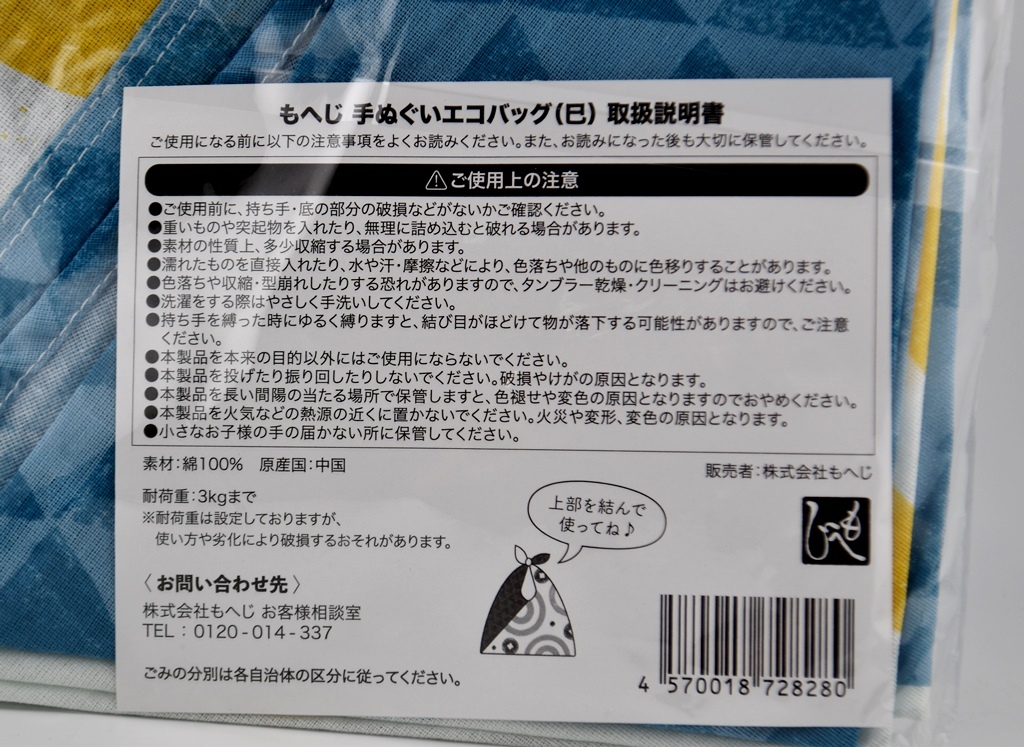 もへじ 手ぬぐいエコバッグ(巳) 取扱説明書
ご使用になる前に以下の注意事項をよくお読みください。また、お読みになった後も大切に保管してください。
⚠ご使用上の注意
●ご使用前に、持ち手・底の部分の破損などがないかご確認ください。
●重いものや突起物を入れたり、無理に詰め込むと破れる場合があります。
●素材の性質上、多少収縮する場合があります。
●濡れたものを直接入れたり、水や汗・摩擦などにより、色落ちや他のものに色移りすることがあります。
●色落ちや収縮・型崩れしたりする恐れがありますので、タンブラー乾燥・クリーニングはお避けください。
●洗濯をする際はやさしく手洗いしてください。
●持ち手を縛った時にゆるく縛りますと、結び目がほどけて物が落下する可能性がありますので、ご注意
ください。
●本製品を本来の目的以外にはご使用にならないでください。
●本製品を投げたり振り回したりしないでください。破損やけがの原因となります。
●本製品を長い間陽の当たる場所で保管しますと、色褪せや変色の原因となりますのでおやめください。
●本製品を火気などの熱源の近くに置かないでください。火災や変形、変色の原因となります。
●小さなお子様の手の届かない所に保管してください。
素材:綿100% 原産国:中国
販売者:株式会社もへじ
耐荷重:3kgまで
※耐荷重は設定しておりますが、
使い方や劣化により破損するおそれがあります。
上部を結んで
使ってね♪
もへじ
〈お問い合わせ先〉
株式会社もへじ お客様相談室
TEL : 0120-014-337
ごみの分別は各自治体の区分に従ってください。
4 570018 728280